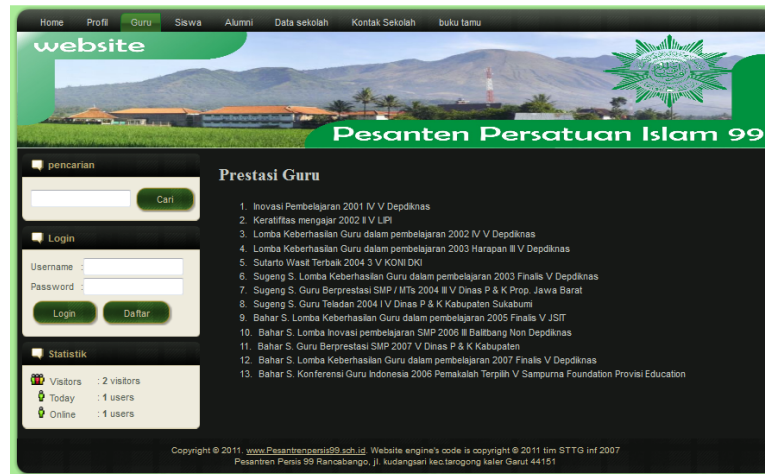 Home Profil Guru Siswa Alumni Data sekolah Kontak Sekolah buku tamu
website
Pesanten Persatuan Islam 99
pencarian
Cari
Login
Username :
Password :
Login Daftar
Statistik
Visitors : 2 visitors
Today : 1 users
Online : 1 users
Prestasi Guru
1. Inovasi Pembelajaran 2001 IV V Depdiknas
2. Keratifitas mengajar 2002 II V LIPI
3. Lomba Keberhasilan Guru dalam pembelajaran 2002 IV V Depdiknas
4. Lomba Keberhasilan Guru dalam pembelajaran 2003 Harapan III V Depdiknas
5. Sutarto Wasit Terbaik 2004 3 V KONI DKI
6. Sugeng S. Lomba Keberhasilan Guru dalam pembelajaran 2003 Finalis V Depdiknas
7. Sugeng S. Guru Berprestasi SMP / MTs 2004 III V Dinas P & K Prop. Jawa Barat
8. Sugeng S. Guru Teladan 2004 I V Dinas P & K Kabupaten Sukabumi
9. Bahar S. Lomba Keberhasilan Guru dalam pembelajaran 2005 Finalis V JSIT
10. Bahar S. Lomba Inovasi pembelajaran SMP 2006 III Balitbang Non Depdiknas
11. Bahar S. Guru Berprestasi SMP 2007 V Dinas P & K Kabupaten
12. Bahar S. Lomba Keberhasilan Guru dalam pembelajaran 2007 Finalis V Depdiknas
13. Bahar S. Konferensi Guru Indonesia 2006 Pemakalah Terpilih V Sampurna Foundation Provisi Education
Copyright © 2011. www.Pesantrenpersis99.sch.id. Website engine's code is copyright © 2011 tim STTG inf 2007
Pesantren Persis 99 Rancabango, jl. kudangsari kec.tarogong kaler Garut 44151